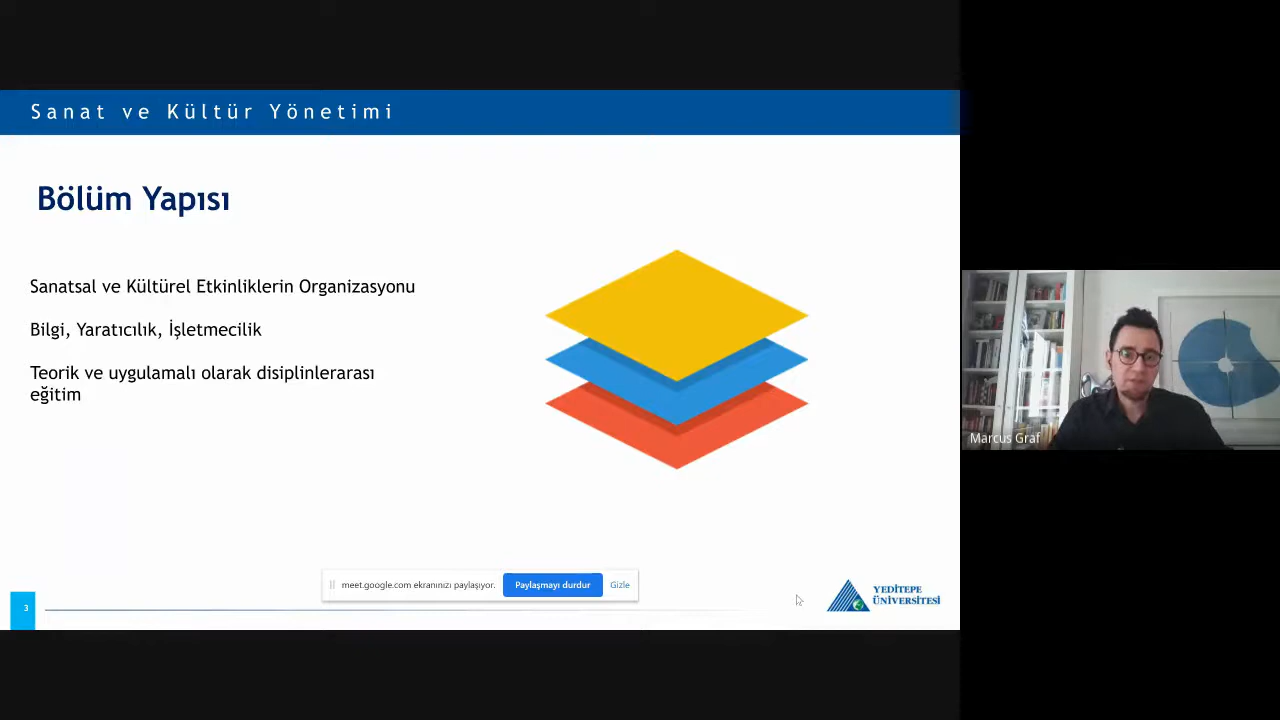 Sanat ve Kültür Yönetimi
Bölüm Yapısı
Sanatsal ve Kültürel Etkinliklerin Organizasyonu
Bilgi, Yaratıcılık, İşletmecilik
Teorik ve uygulamalı olarak disiplinlerarası
eğitim
Marcus Graf
meet.google.com ekranınızı paylaşıyor.
Paylaşmayı durdur
Gizle
3
YEDİTEPE
ÜNİVERSİTESİ